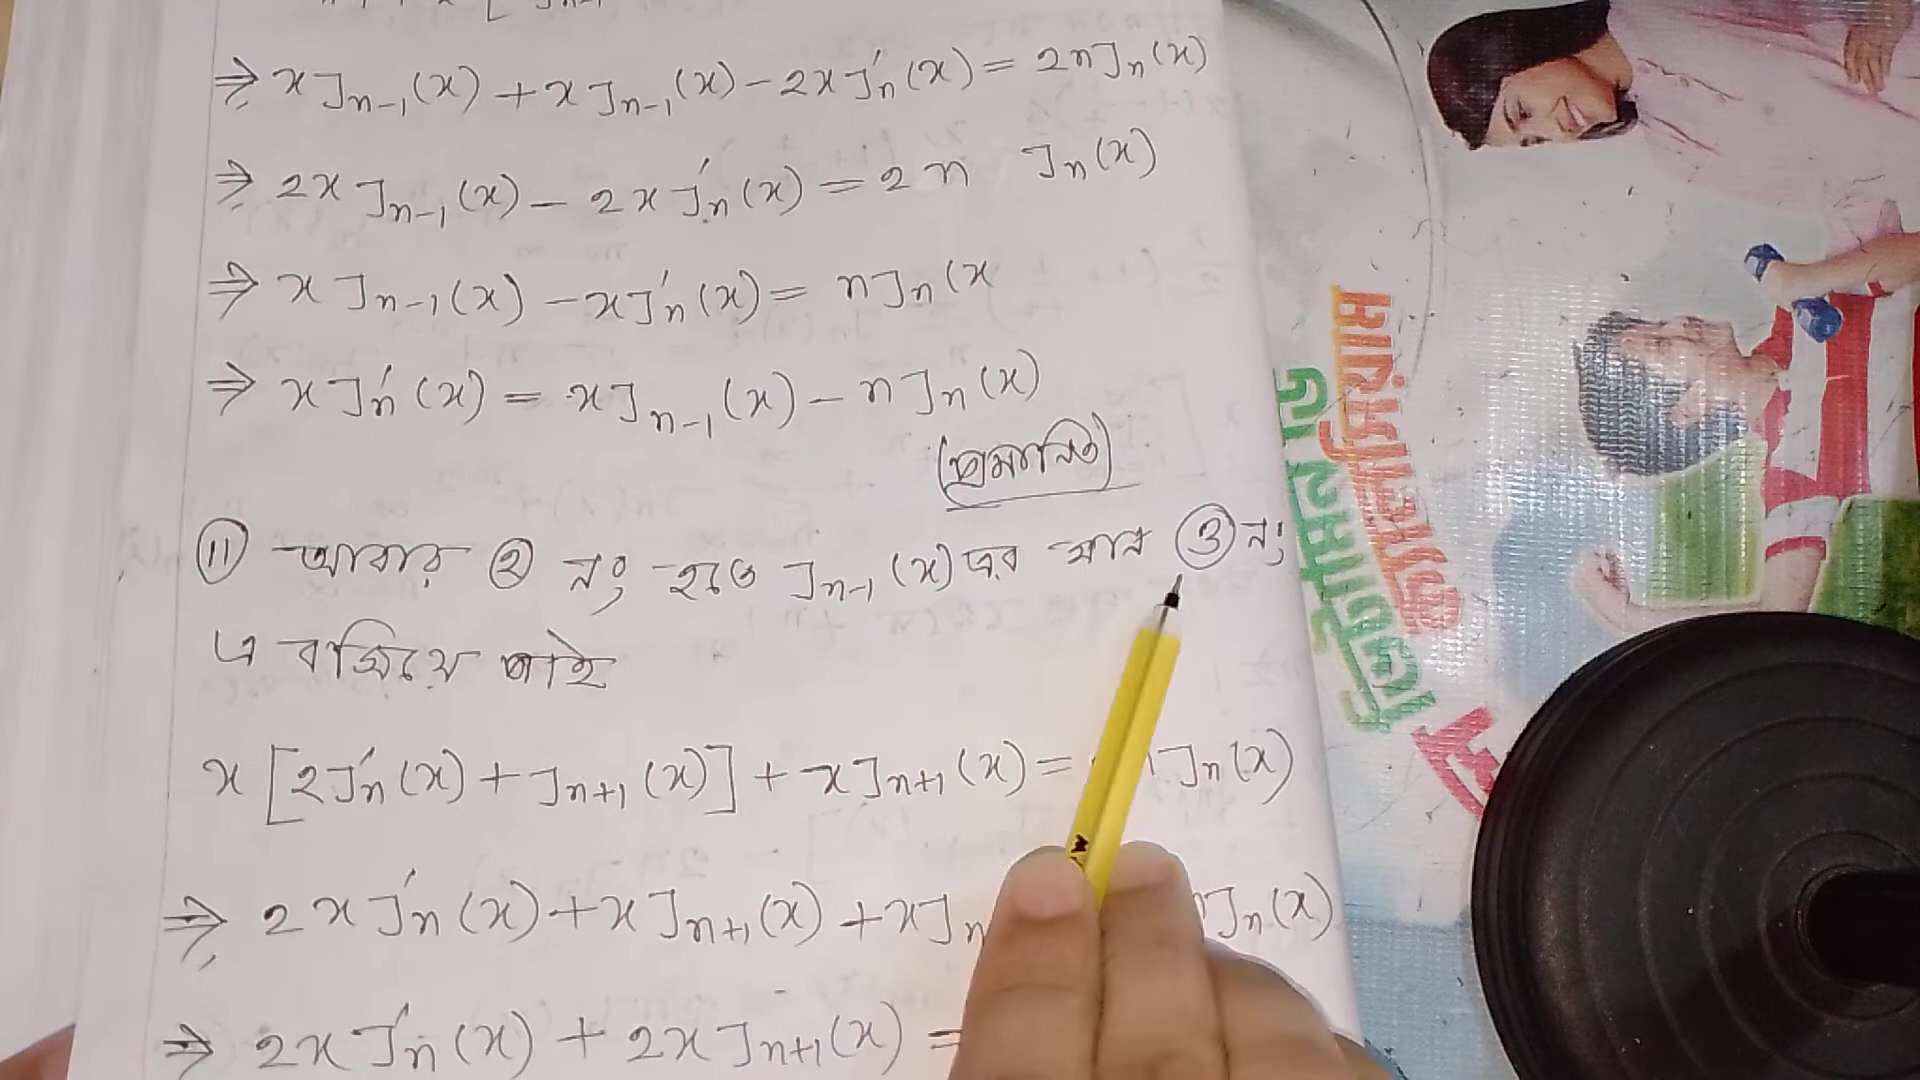 ⇒ xJₙ₋₁(x) + xJₙ₋₁(x) − 2xJ′ₙ(x) = 2nJₙ(x)
⇒ 2xJₙ₋₁(x) − 2xJ′ₙ(x) = 2n Jₙ(x)
⇒ xJₙ₋₁(x) − xJ′ₙ(x) = nJₙ(x
⇒ xJ′ₙ(x) = xJₙ₋₁(x) − nJₙ(x)
(প্রমানিত)
(ii) আবার ② নং হতে Jₙ₋₁(x) এর মান ③ নং
এ বসিয়ে পাই
x[2J′ₙ(x) + Jₙ₊₁(x)] + xJₙ₊₁(x) = Jₙ(x)
⇒ 2xJ′ₙ(x) + xJₙ₊₁(x) + xJₙ Jₙ(x)
⇒ 2xJ′ₙ(x) + 2xJₙ₊₁(x) =